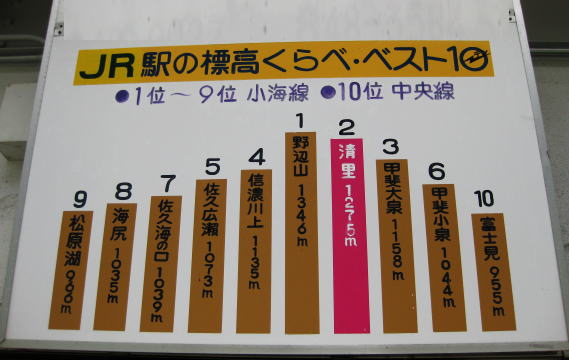 JR駅の標高くらべ・ベスト10
●1位～9位 小海線 ●10位 中央線
9 松原湖 966m
8 海尻 1035m
7 佐久海の口 1039m
5 佐久広瀬 1073m
4 信濃川上 1135m
1 野辺山 1346m
2 清里 1275m
3 甲斐大泉 1158m
6 甲斐小泉 1044m
10 富士見 955m